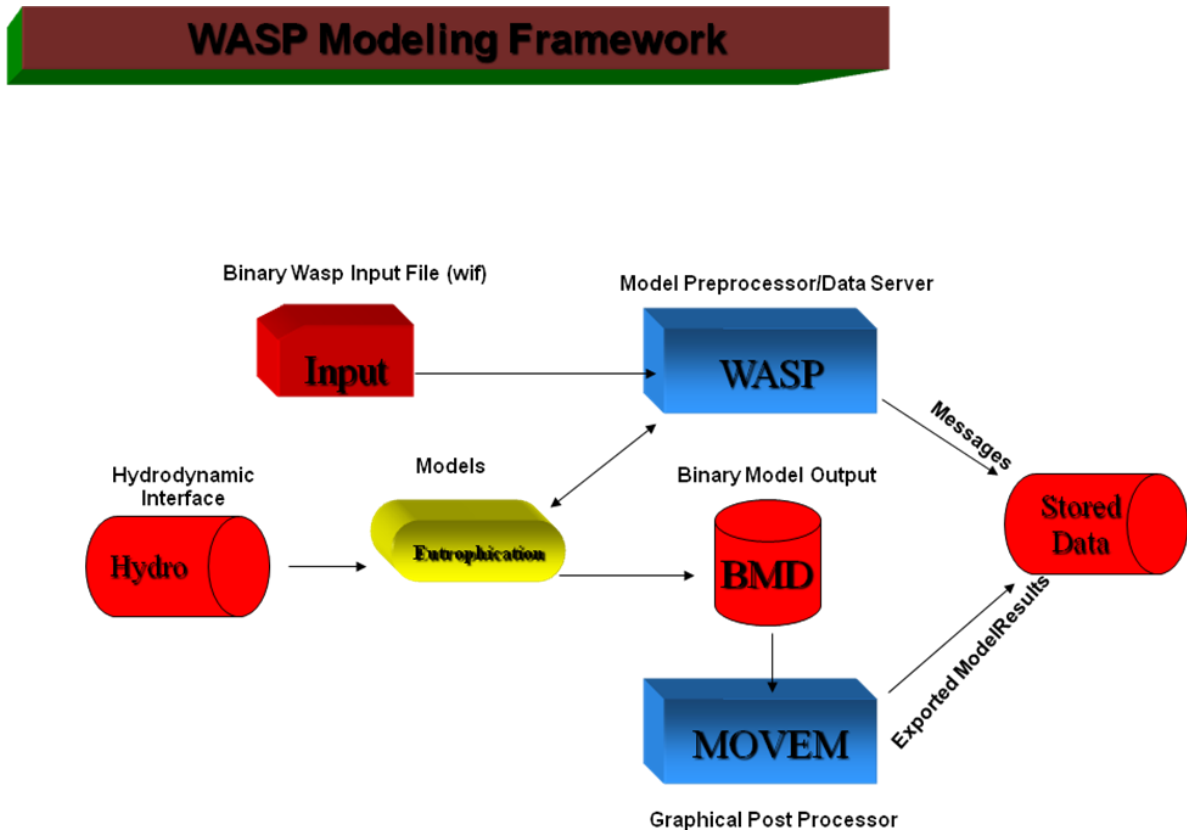 WASP Modeling Framework
Binary Wasp Input File (wif)
Input
Model Preprocessor/Data Server
WASP
Messages
Hydrodynamic
Interface
Hydro
Models
Eutrophication
Binary Model Output
BMD
Stored
Data
Exported ModelResults
MOVEM
Graphical Post Processor